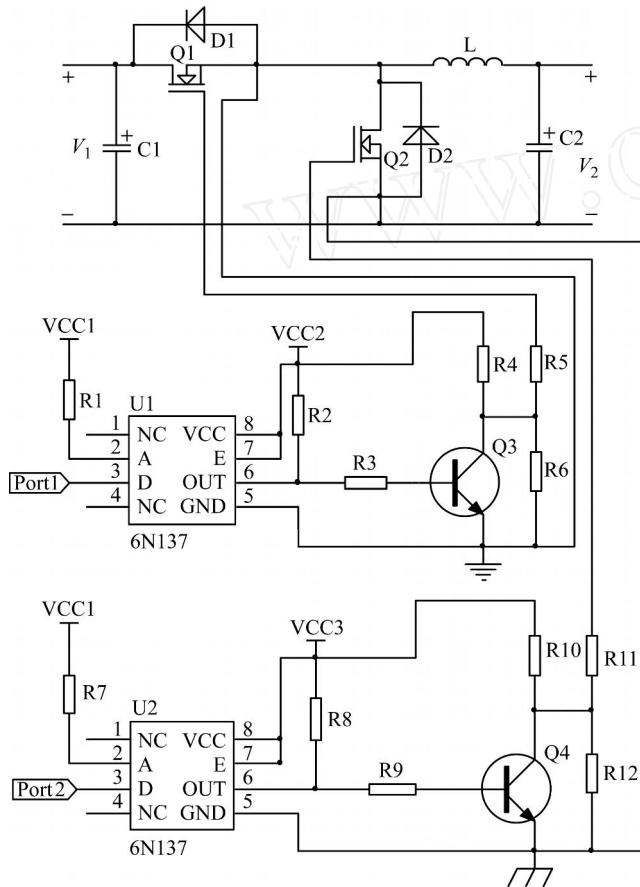 D1
Q1
L
+
+
+
C1
V1
Q2
D2
+
C2
V2
−
−
www.c
VCC1
VCC2
R4
R5
R1
U1
R2
1 NC VCC 8
2 A E 7
3 D OUT 6
4 NC GND 5
Port1
R3
Q3
R6
6N137
VCC1
VCC3
R10
R11
R7
U2
R8
1 NC VCC 8
2 A E 7
3 D OUT 6
4 NC GND 5
Port2
R9
Q4
R12
6N137